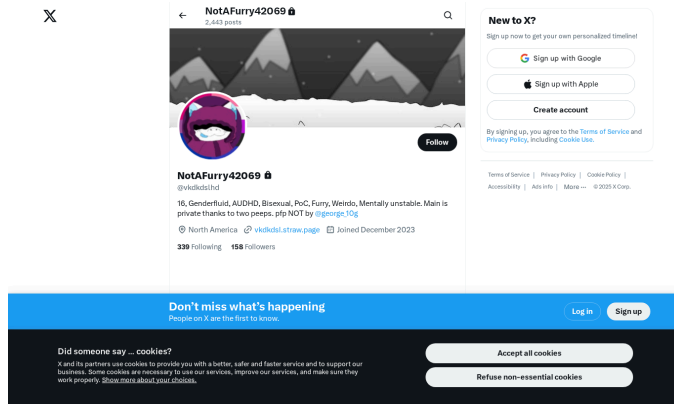 NotAFurry42069
2,443 posts
Follow
NotAFurry42069
@vkdkdslhd
16, Genderfluid, AUDHD, Bisexual, PoC, Furry, Weirdo, Mentally unstable. Main is
private thanks to two peeps. pfp NOT by @george_10g
North America vkdkdsl.straw.page Joined December 2023
339 Following 158 Followers
New to X?
Sign up now to get your own personalized timeline!
Sign up with Google
Sign up with Apple
Create account
By signing up, you agree to the Terms of Service and
Privacy Policy, including Cookie Use.
Terms of Service | Privacy Policy | Cookie Policy |
Accessibility | Ads info | More ··· © 2025 X Corp.
Don’t miss what’s happening
People on X are the first to know.
Log in
Sign up
Did someone say … cookies?
X and its partners use cookies to provide you with a better, safer and faster service and to support our
business. Some cookies are necessary to use our services, improve our services, and make sure they
work properly. Show more about your choices.
Accept all cookies
Refuse non-essential cookies